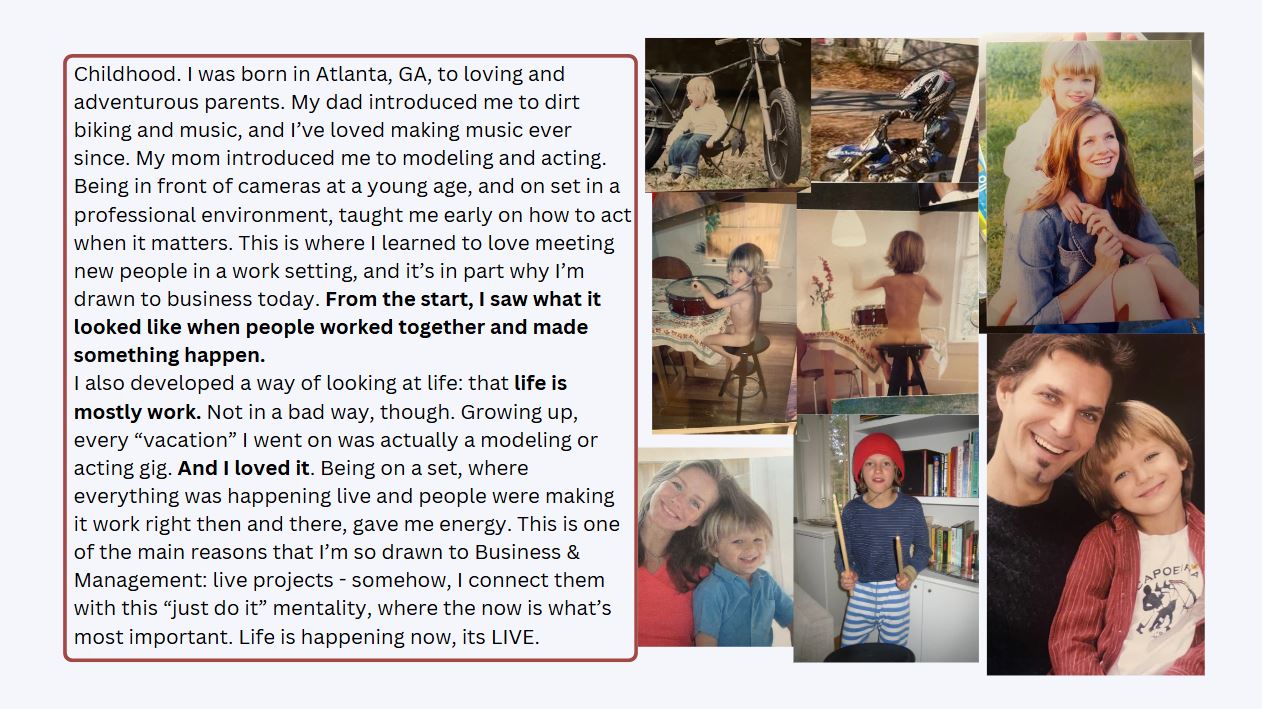 Childhood. I was born in Atlanta, GA, to loving and
adventurous parents. My dad introduced me to dirt
biking and music, and I’ve loved making music ever
since. My mom introduced me to modeling and acting.
Being in front of cameras at a young age, and on set in a
professional environment, taught me early on how to act
when it matters. This is where I learned to love meeting
new people in a work setting, and it’s in part why I’m
drawn to business today. From the start, I saw what it
looked like when people worked together and made
something happen.
I also developed a way of looking at life: that life is
mostly work. Not in a bad way, though. Growing up,
every “vacation” I went on was actually a modeling or
acting gig. And I loved it. Being on a set, where
everything was happening live and people were making
it work right then and there, gave me energy. This is one
of the main reasons that I’m so drawn to Business &
Management: live projects - somehow, I connect them
with this “just do it” mentality, where the now is what’s
most important. Life is happening now, its LIVE.
CAPOEIRA